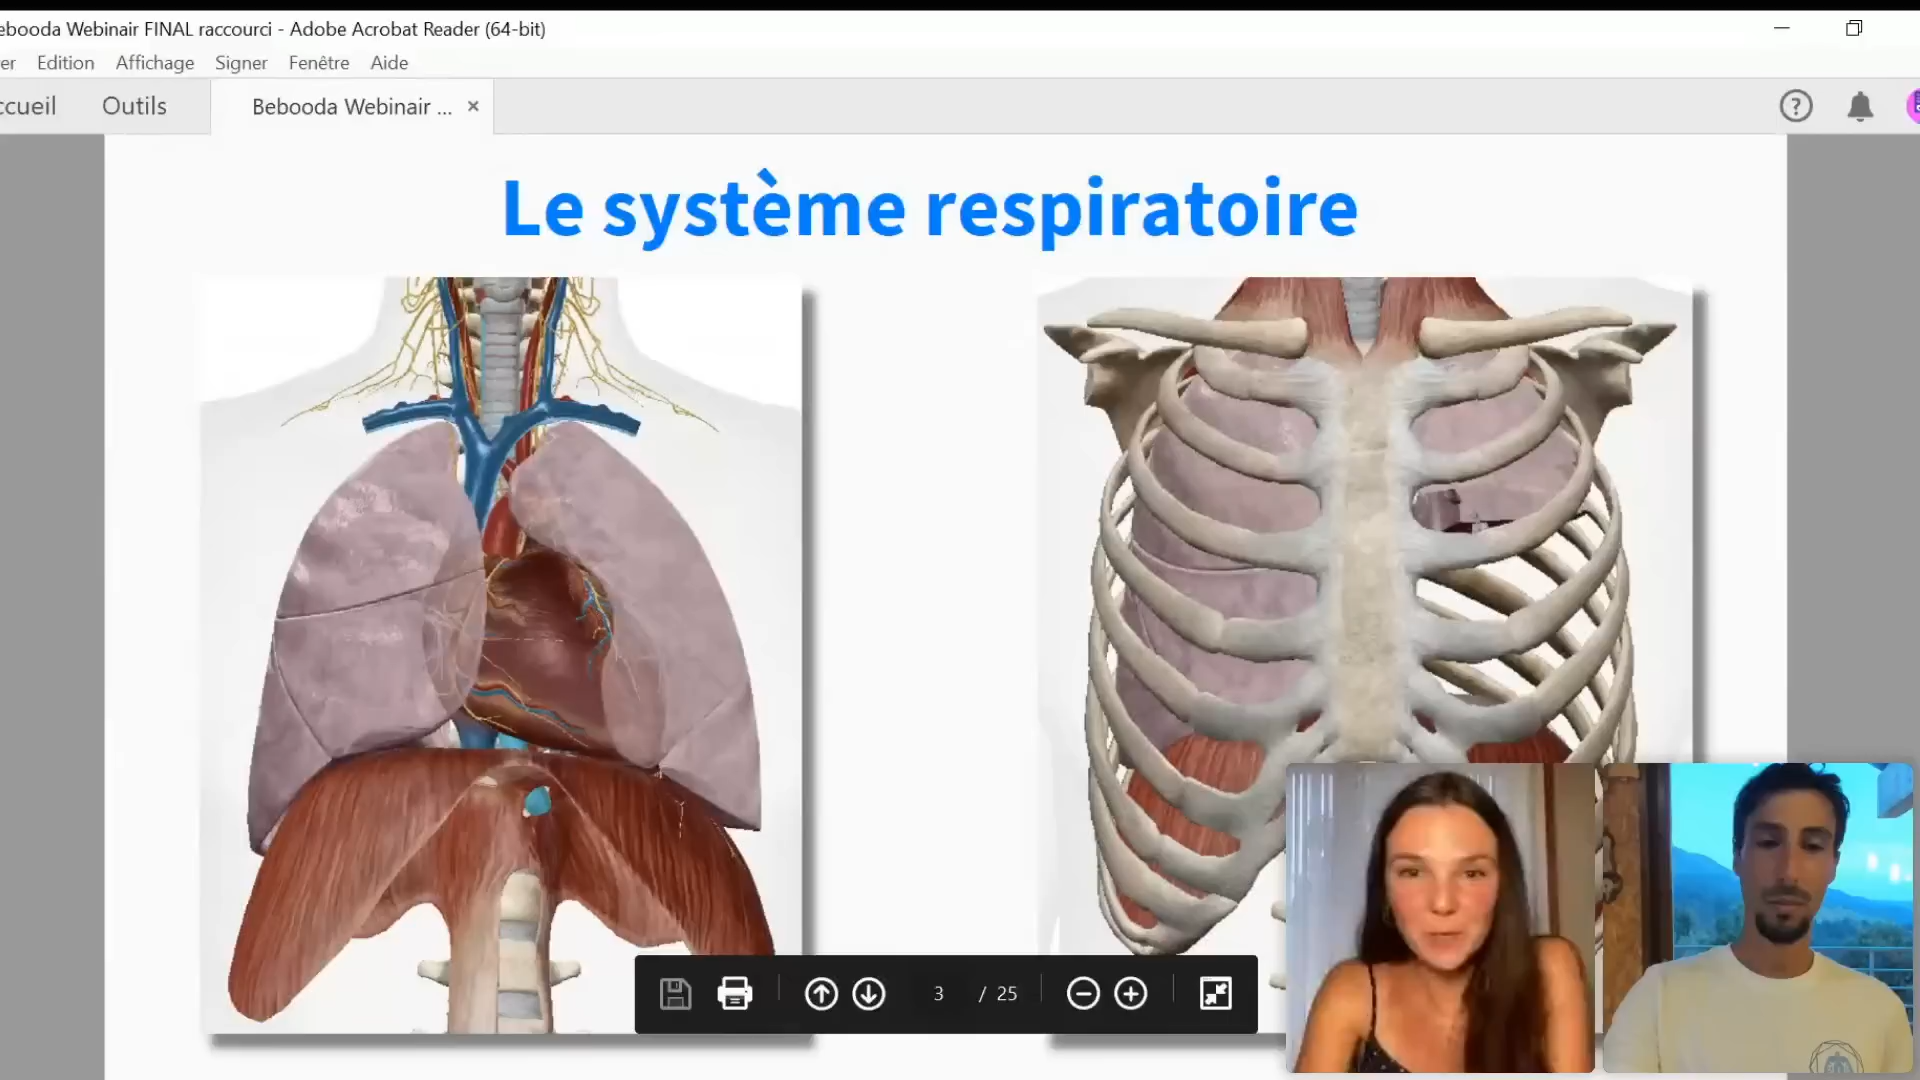 ebooda Webinair FINAL raccourci - Adobe Acrobat Reader (64-bit)
er Edition Affichage Signer Fenêtre Aide
ccueil Outils Bebooda Webinair ... ×
Le système respiratoire
3 / 25